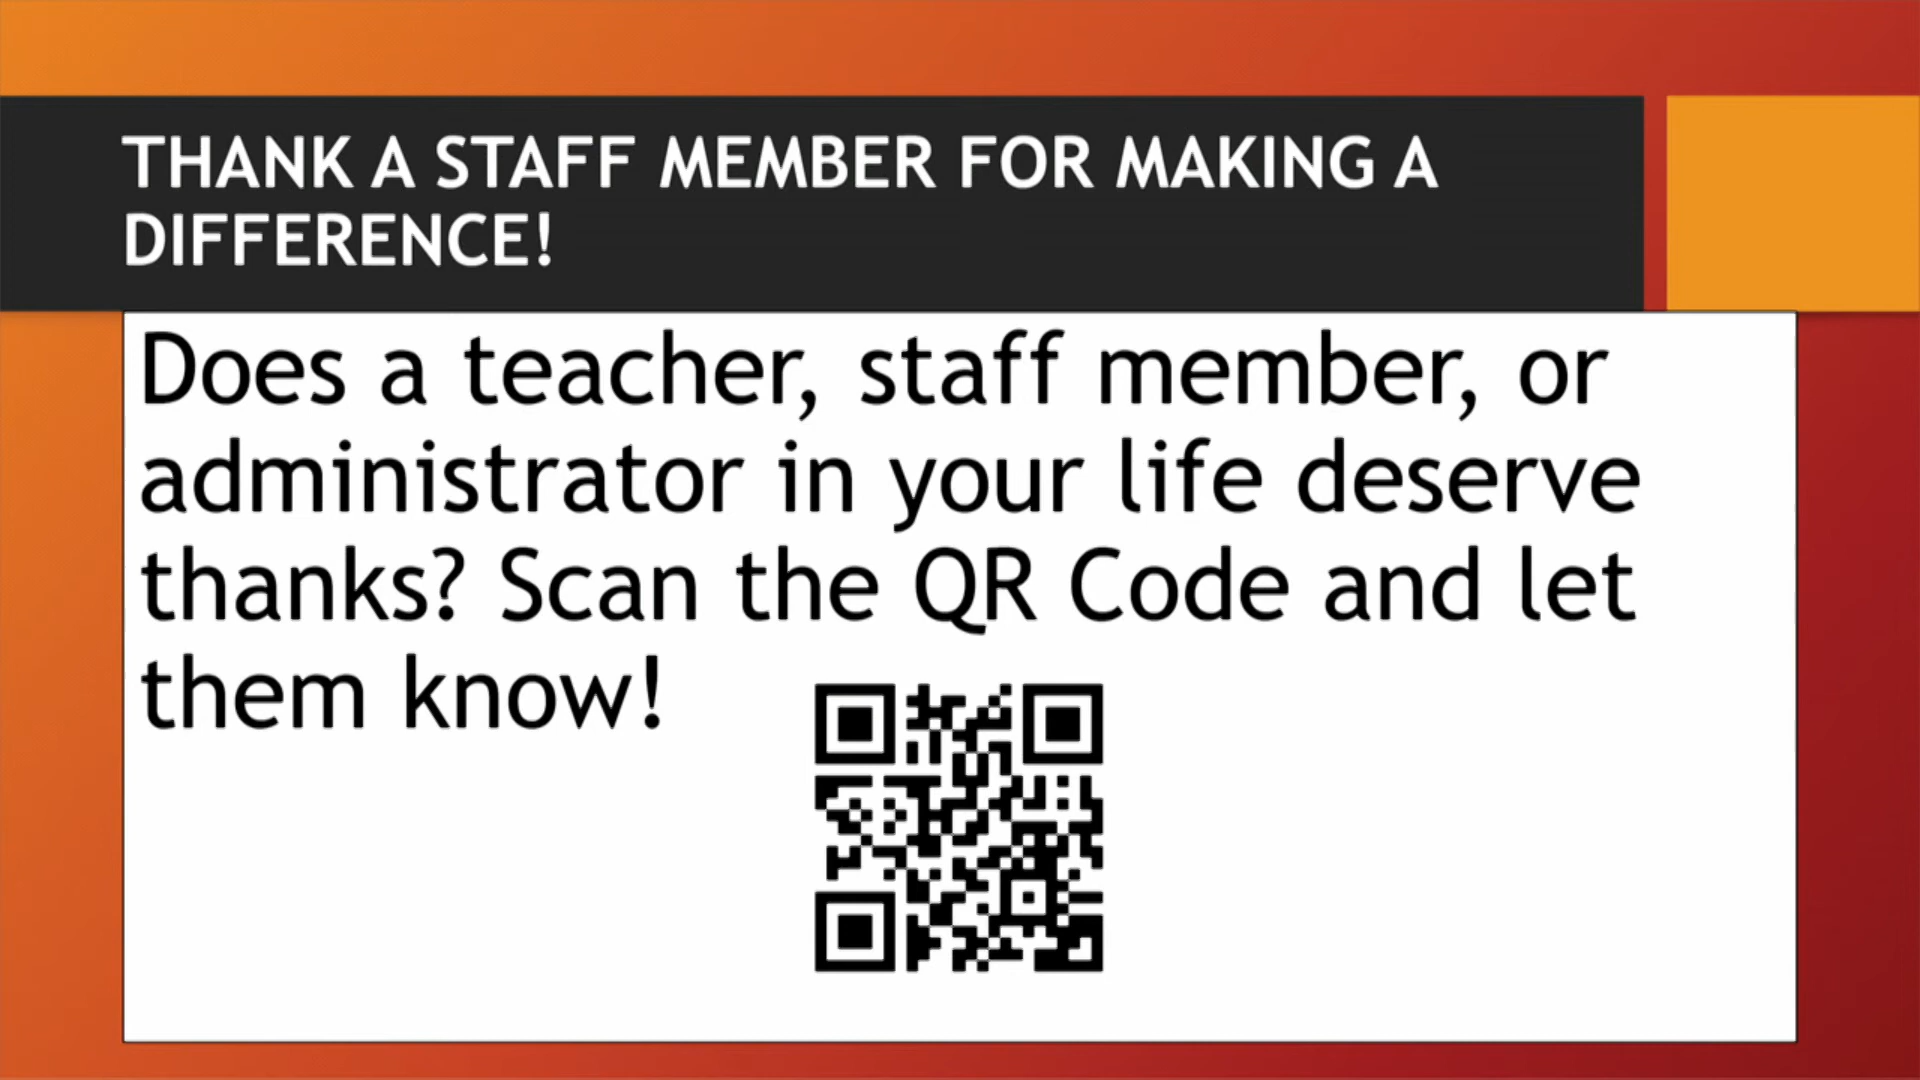 THANK A STAFF MEMBER FOR MAKING A
DIFFERENCE!
Does a teacher, staff member, or
administrator in your life deserve
thanks? Scan the QR Code and let
them know!